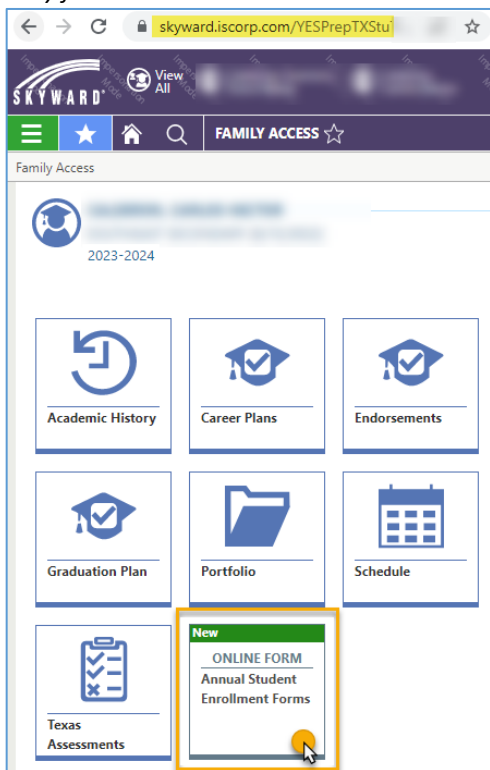 skyward.iscorp.com/YESPrepTXStu
SKYWARD®
View
All
FAMILY ACCESS
Family Access
2023-2024
Academic History
Career Plans
Endorsements
Graduation Plan
Portfolio
Schedule
Texas
Assessments
New
ONLINE FORM
Annual Student
Enrollment Forms